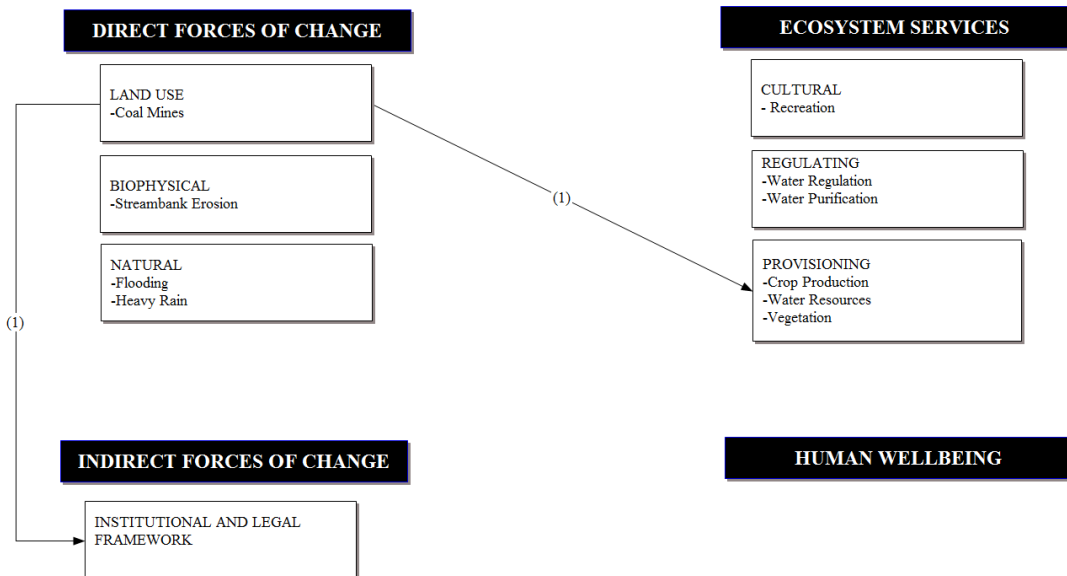 DIRECT FORCES OF CHANGE
LAND USE
-Coal Mines
BIOPHYSICAL
-Streambank Erosion
NATURAL
-Flooding
-Heavy Rain
(1)
(1)
ECOSYSTEM SERVICES
CULTURAL
- Recreation
REGULATING
-Water Regulation
-Water Purification
PROVISIONING
-Crop Production
-Water Resources
-Vegetation
INDIRECT FORCES OF CHANGE
INSTITUTIONAL AND LEGAL
FRAMEWORK
HUMAN WELLBEING